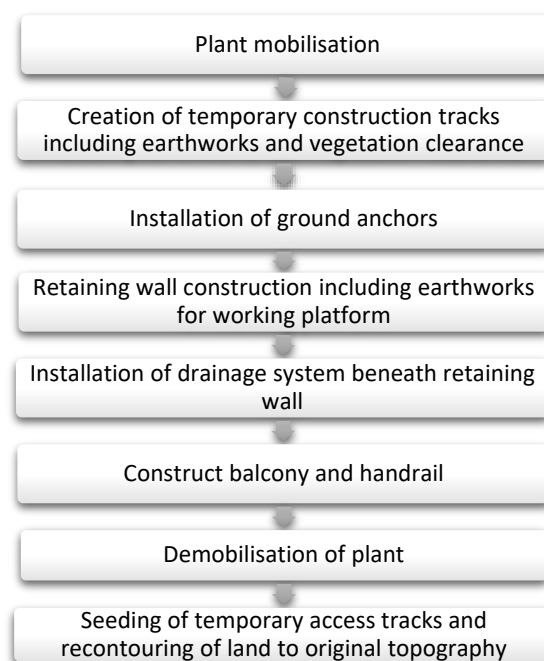 Plant mobilisation
Creation of temporary construction tracks
including earthworks and vegetation clearance
Installation of ground anchors
Retaining wall construction including earthworks
for working platform
Installation of drainage system beneath retaining
wall
Construct balcony and handrail
Demobilisation of plant
Seeding of temporary access tracks and
recontouring of land to original topography